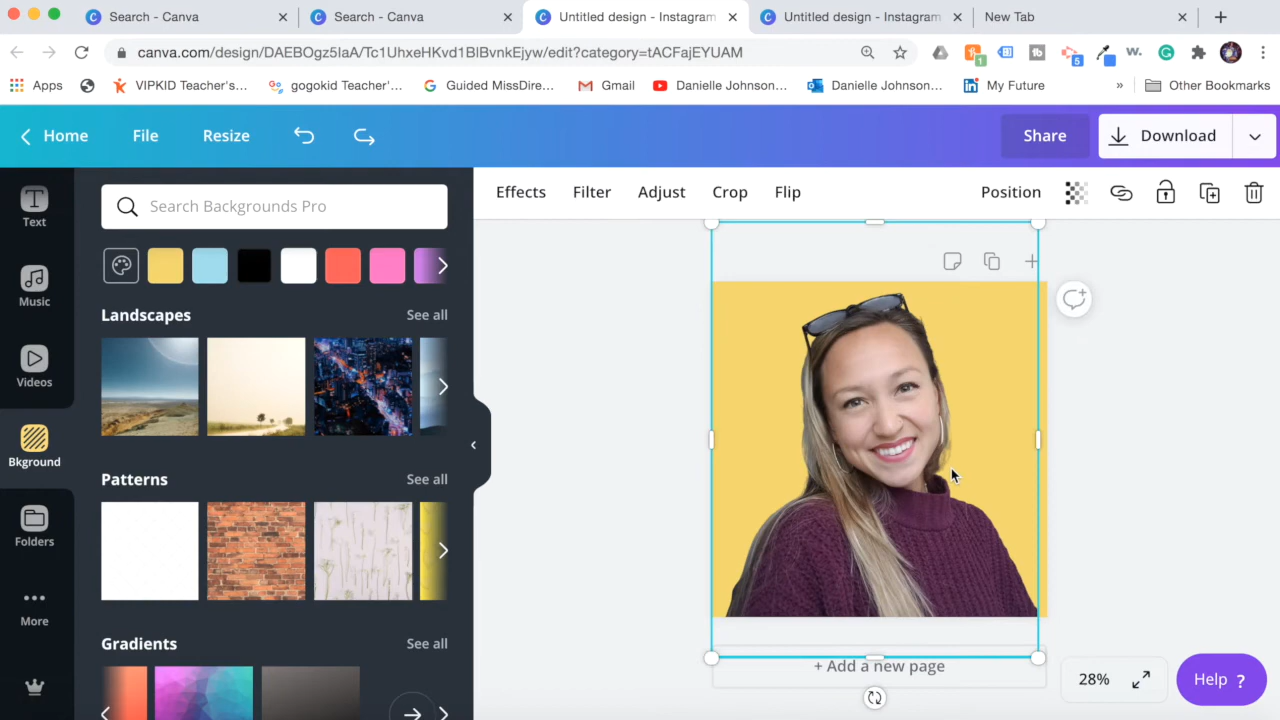 Search - Canva
Search - Canva
Untitled design - Instagram
Untitled design - Instagram
New Tab
canva.com/design/DAEBOgz5IaA/Tc1UhxeHKvd1BlBvnkEjyw/edit?category=tACFajEYUAM
1
5
Apps
VIPKID Teacher's...
gogokid Teacher'...
Guided MissDire...
Gmail
Danielle Johnson...
Danielle Johnson...
My Future
»
Other Bookmarks
Home
File
Resize
Share
Download
Text
Music
Videos
Bkground
Folders
More
Search Backgrounds Pro
Landscapes
See all
Patterns
See all
Gradients
See all
Effects
Filter
Adjust
Crop
Flip
Position
+ Add a new page
28%
Help ?